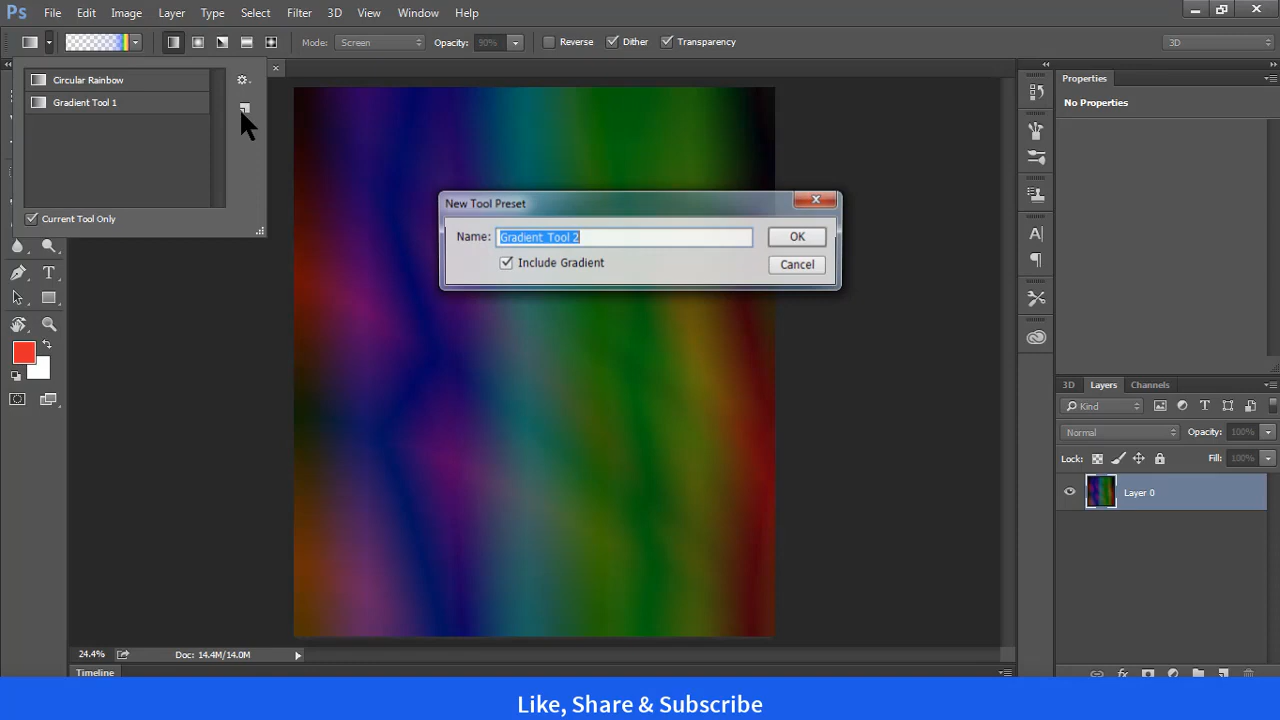 Ps File Edit Image Layer Type Select Filter 3D View Window Help
Mode: Screen Opacity: 90% Reverse Dither Transparency 3D
Circular Rainbow
Gradient Tool 1
Current Tool Only
New Tool Preset
Name: Gradient Tool 2 OK
Include Gradient Cancel
Properties
No Properties
3D Layers Channels
Kind
Normal Opacity: 100%
Lock: Fill: 100%
Layer 0
24.4% Doc: 14.4M/14.0M
Timeline
Like, Share & Subscribe